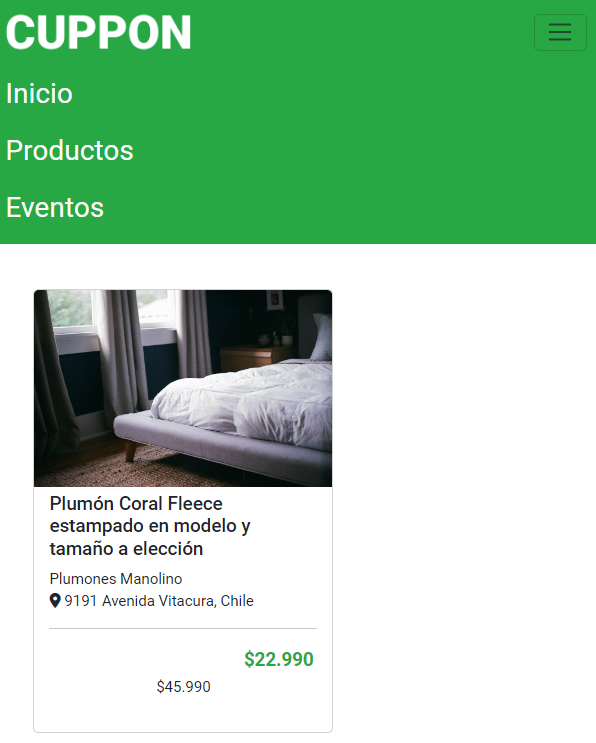 CUPPON
Inicio
Productos
Eventos
Plumón Coral Fleece
estampado en modelo y
tamaño a elección
Plumones Manolino
9191 Avenida Vitacura, Chile
$22.990
$45.990